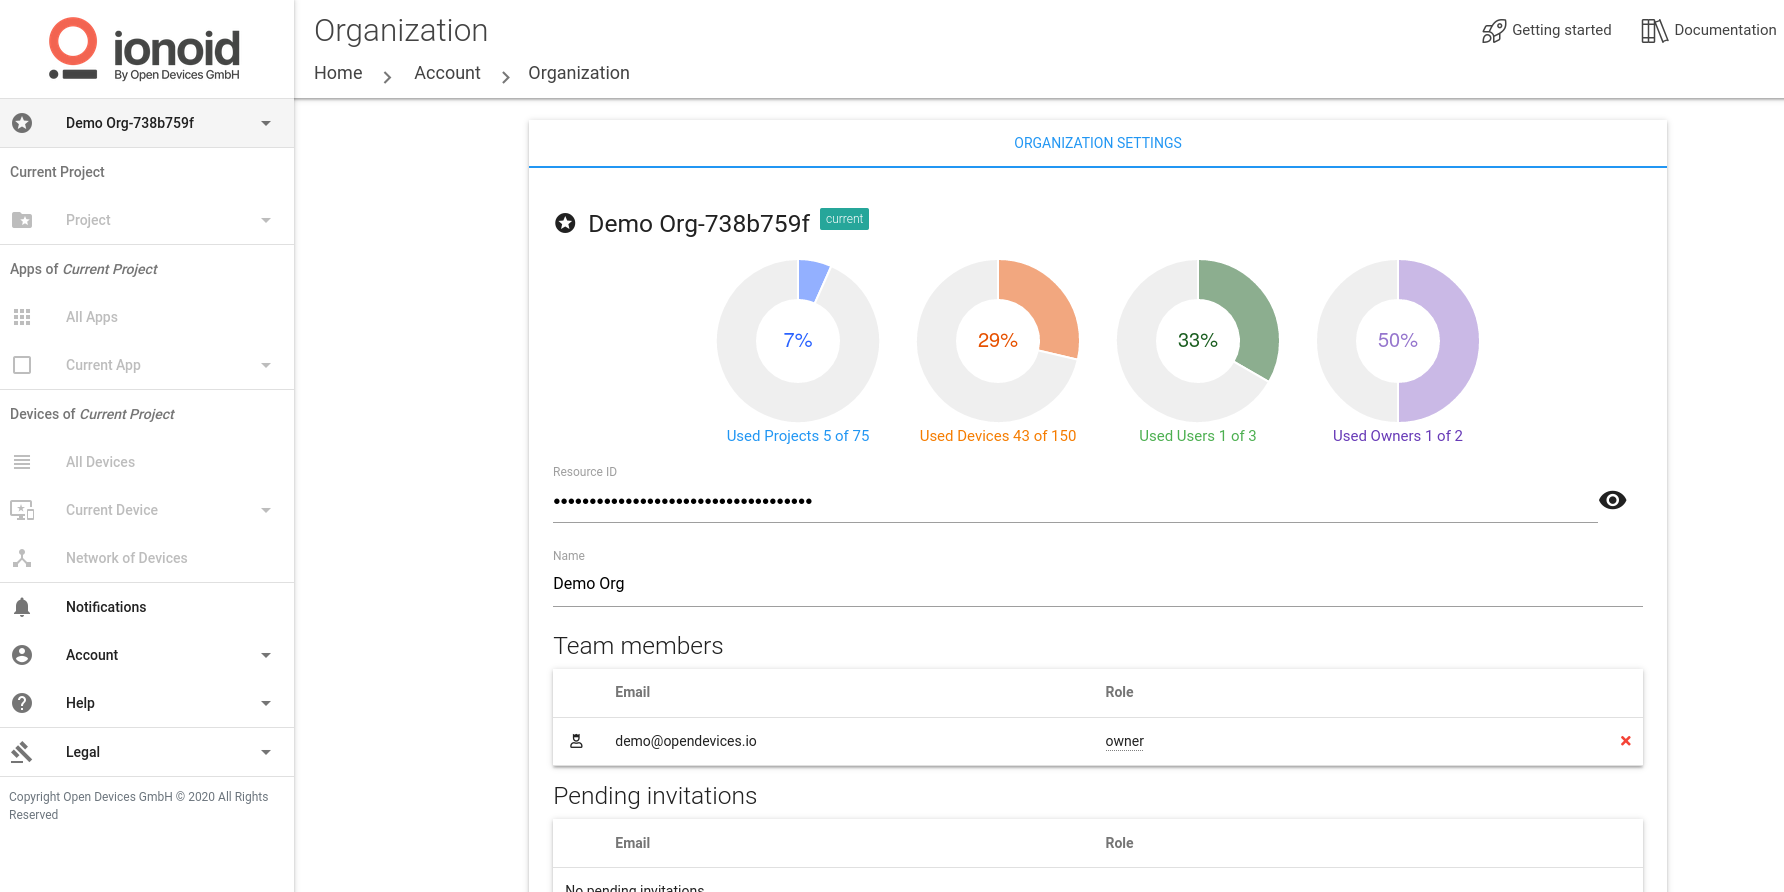 ionoid
By Open Devices GmbH
Organization
Home
Account
Organization
Getting started
Documentation
Demo Org-738b759f
Current Project
Project
Apps of Current Project
All Apps
Current App
Devices of Current Project
All Devices
Current Device
Network of Devices
Notifications
Account
Help
Legal
Copyright Open Devices GmbH © 2020 All Rights
Reserved
ORGANIZATION SETTINGS
Demo Org-738b759f current
7%
29%
33%
50%
Used Projects 5 of 75
Used Devices 43 of 150
Used Users 1 of 3
Used Owners 1 of 2
Resource ID
••••••••••••••••••••••••••••••••••••
Name
Demo Org
Team members
Email Role
demo@opendevices.io owner
Pending invitations
Email Role
No pending invitations